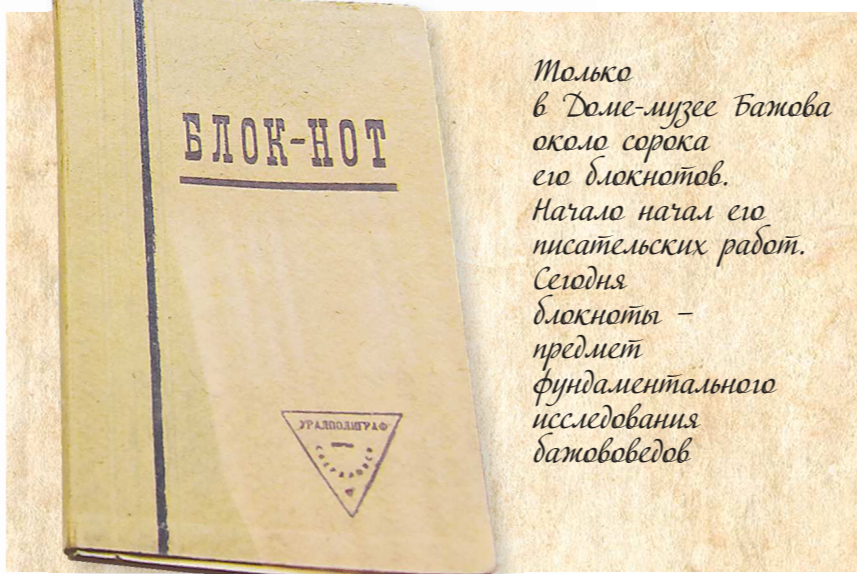 БЛОК-НОТ
УРАЛПОЛИГРАФ
Только
в Доме-музее Бажова
около сорока
его блокнотов.
Начало начал его
писательских работ.
Сегодня
блокноты –
предмет
фундаментального
исследования
бажововедов